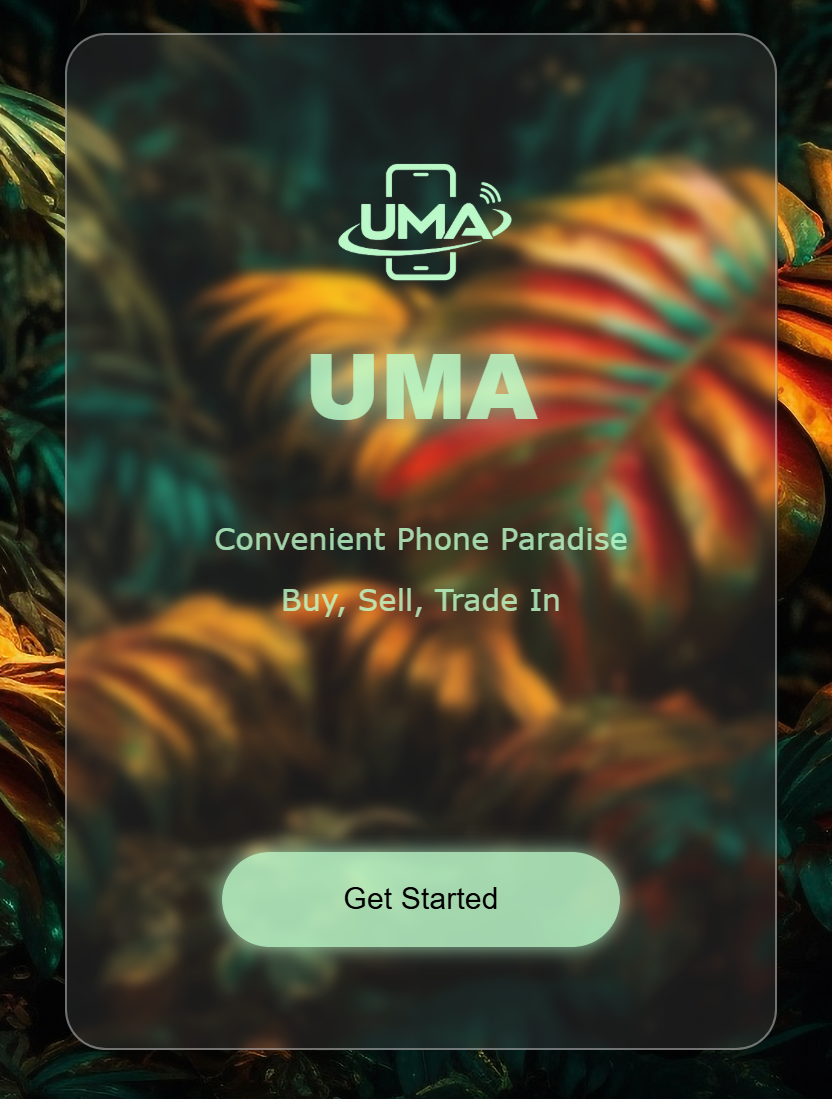 UMA
UMA
Convenient Phone Paradise
Buy, Sell, Trade In
Get Started